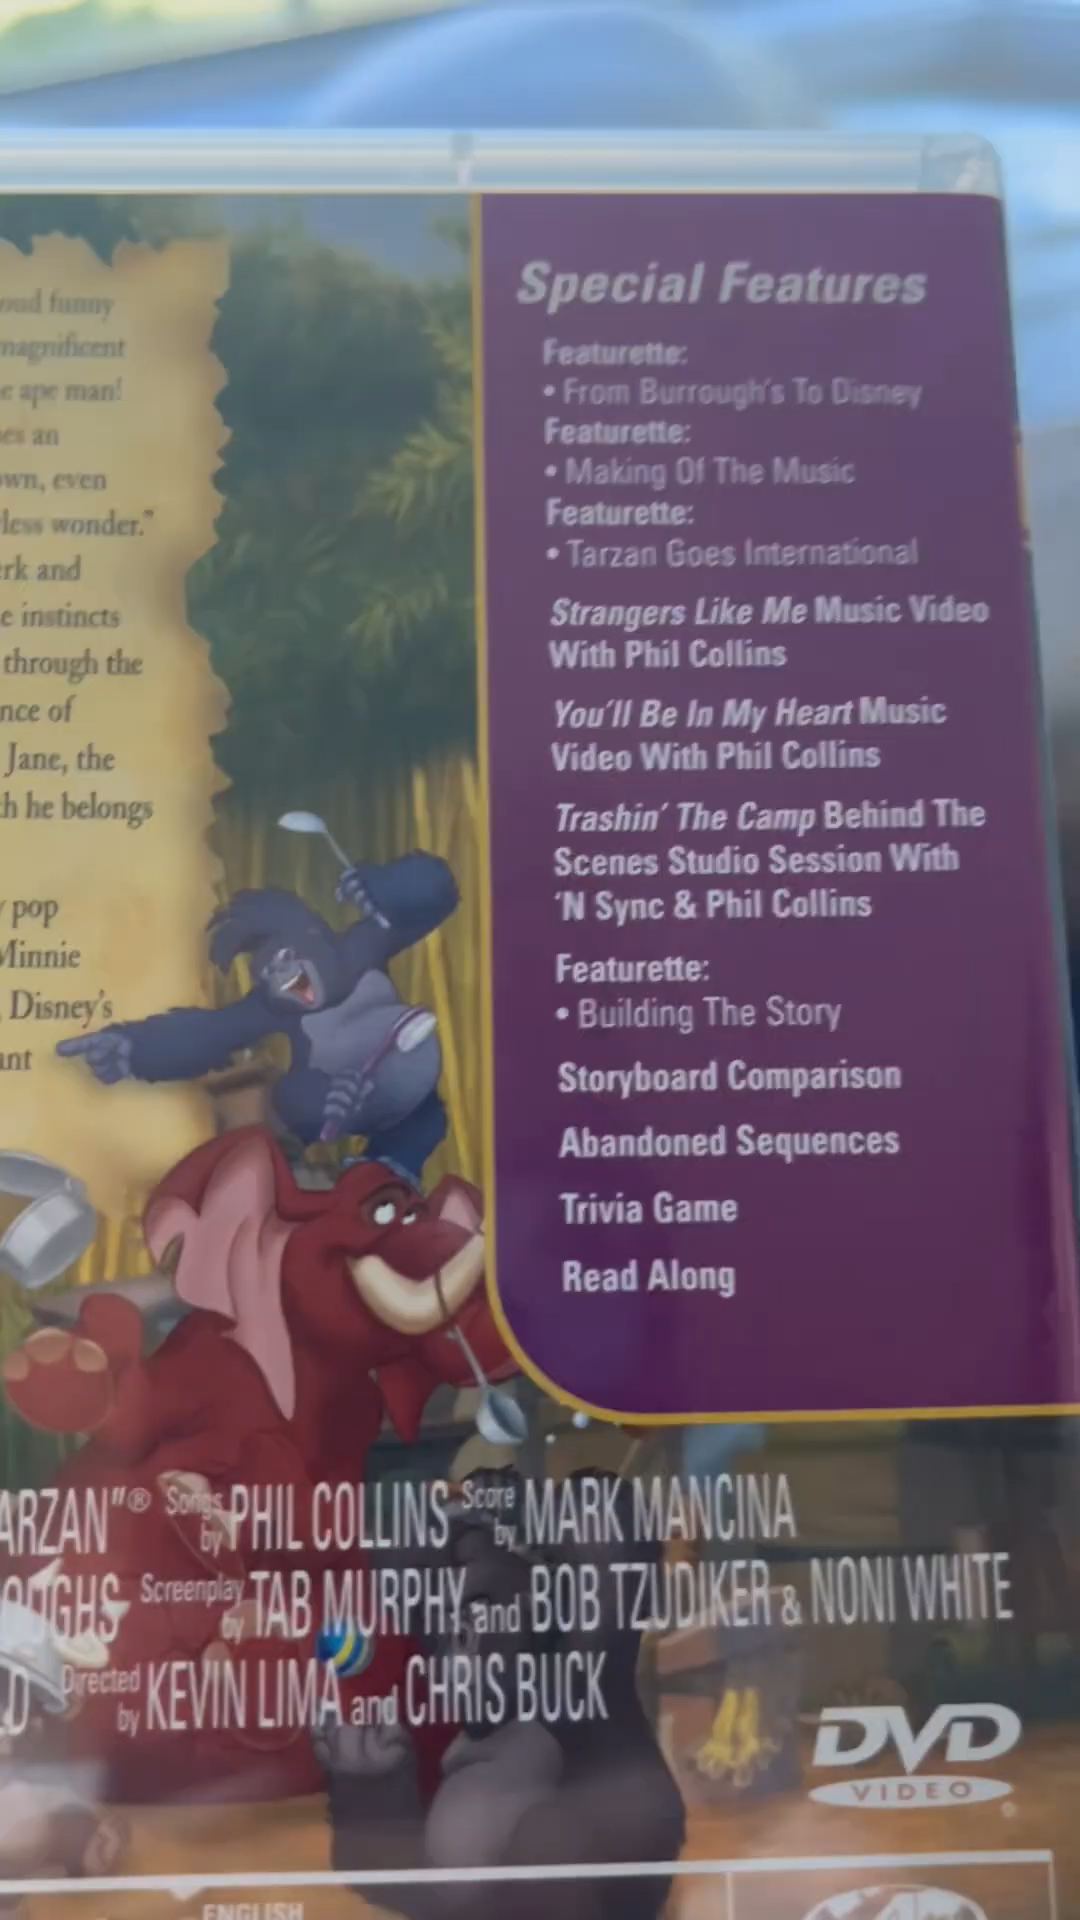 oud funny
magnificent
e ape man!
es an
own, even
less wonder."
erk and
e instincts
through the
nce of
Jane, the
h he belongs
pop
Minnie
Disney's
ant
Special Features
Featurette:
• From Burrough's To Disney
Featurette:
• Making Of The Music
Featurette:
• Tarzan Goes International
Strangers Like Me Music Video
With Phil Collins
You'll Be In My Heart Music
Video With Phil Collins
Trashin' The Camp Behind The
Scenes Studio Session With
'N Sync & Phil Collins
Featurette:
• Building The Story
Storyboard Comparison
Abandoned Sequences
Trivia Game
Read Along
ARZAN"® Songs by PHIL COLLINS Score by MARK MANCINA
OUGHS Screenplay by TAB MURPHY and BOB TZUDIKER & NONI WHITE
LD Directed by KEVIN LIMA and CHRIS BUCK
DVD
VIDEO
ENGLISH